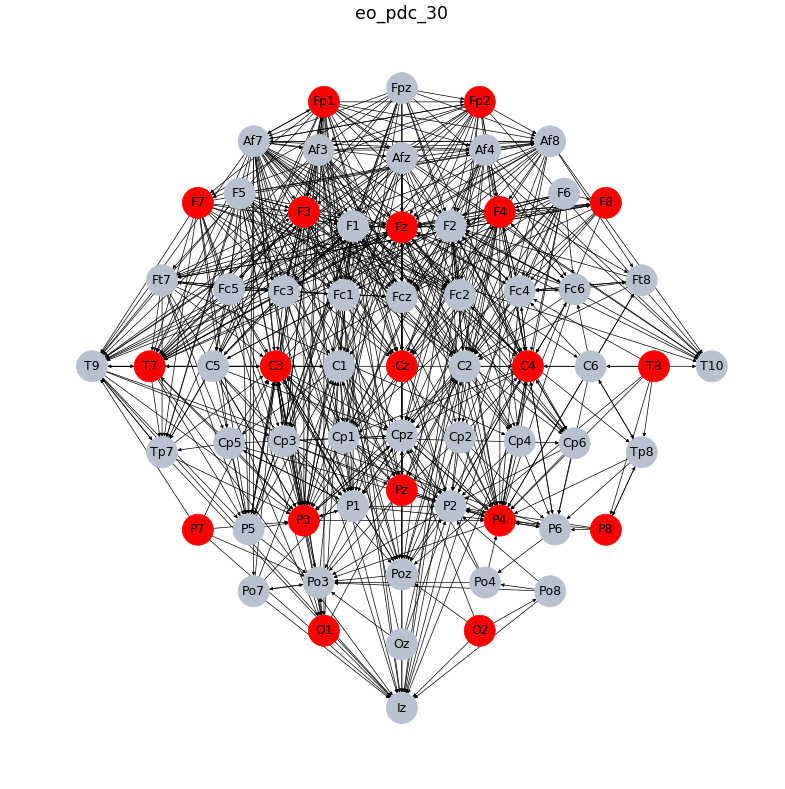 eo_pdc_30
Fpz
Fp1 Fp2
Af7 Af3 Afz Af4 Af8
F7 F5 F3 F1 Fz F2 F4 F6 F8
Ft7 Fc5 Fc3 Fc1 Fcz Fc2 Fc4 Fc6 Ft8
T9 T7 C5 C3 C1 Cz C2 C4 C6 T8 T10
Tp7 Cp5 Cp3 Cp1 Cpz Cp2 Cp4 Cp6 Tp8
Pz
P7 P5 P3 P1 P2 P4 P6 P8
Po7 Po3 Poz Po4 Po8
O1 Oz O2
Iz